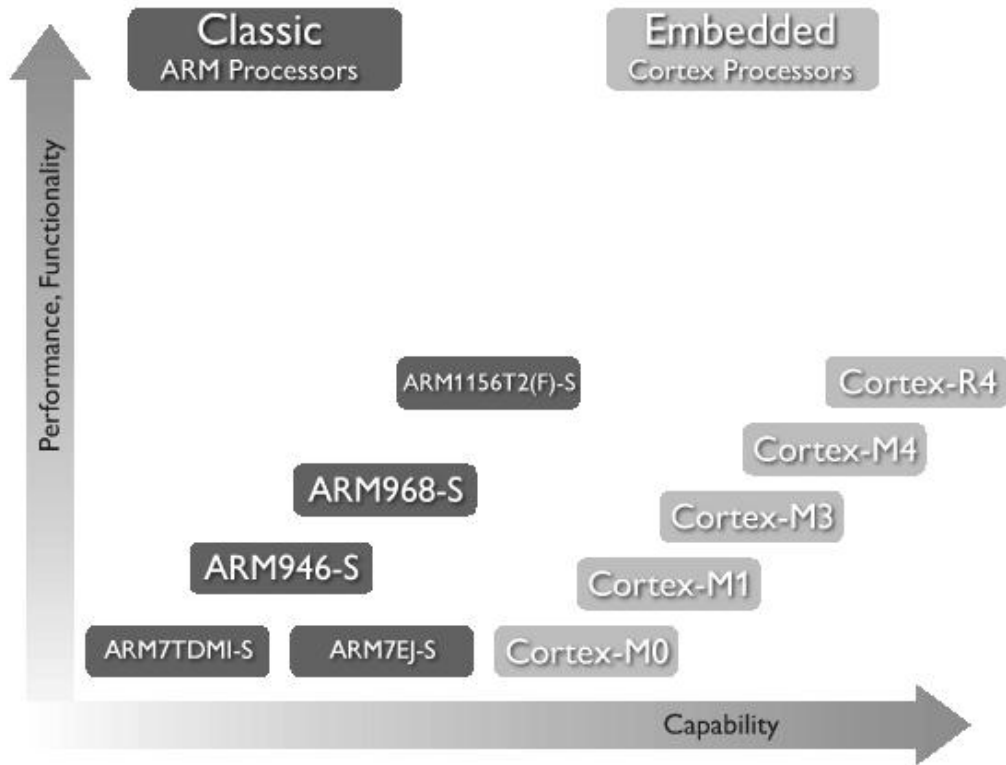 Classic
ARM Processors
Embedded
Cortex Processors
Performance, Functionality
ARM1156T2(F)-S
Cortex-R4
Cortex-M4
ARM968-S
Cortex-M3
ARM946-S
Cortex-M1
ARM7TDMI-S
ARM7EJ-S
Cortex-M0
Capability